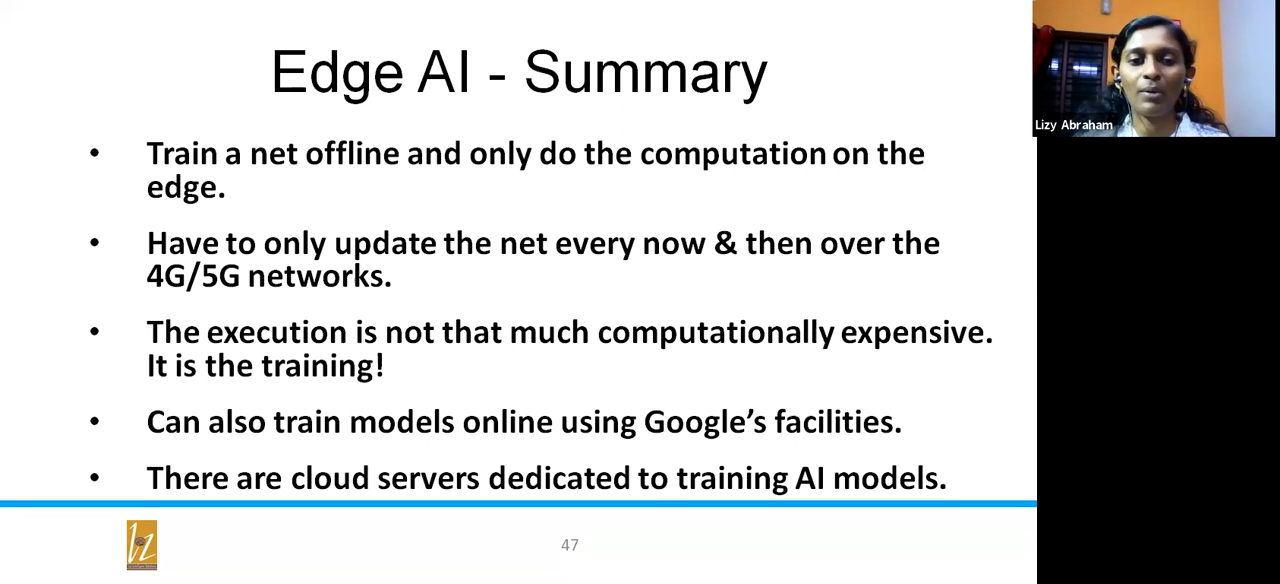 Edge AI - Summary
• Train a net offline and only do the computation on the
edge.
• Have to only update the net every now & then over the
4G/5G networks.
• The execution is not that much computationally expensive.
It is the training!
• Can also train models online using Google’s facilities.
• There are cloud servers dedicated to training AI models.
47
Lizy Abraham